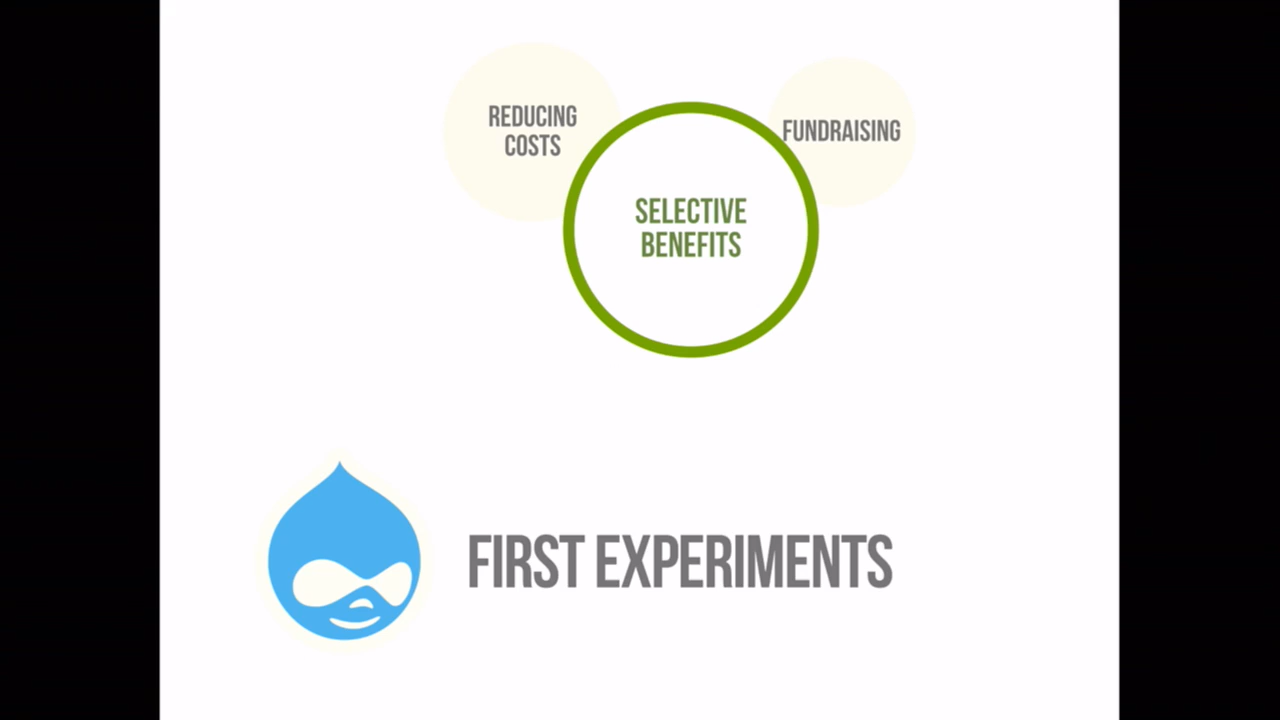 REDUCING
COSTS
FUNDRAISING
SELECTIVE
BENEFITS
FIRST EXPERIMENTS